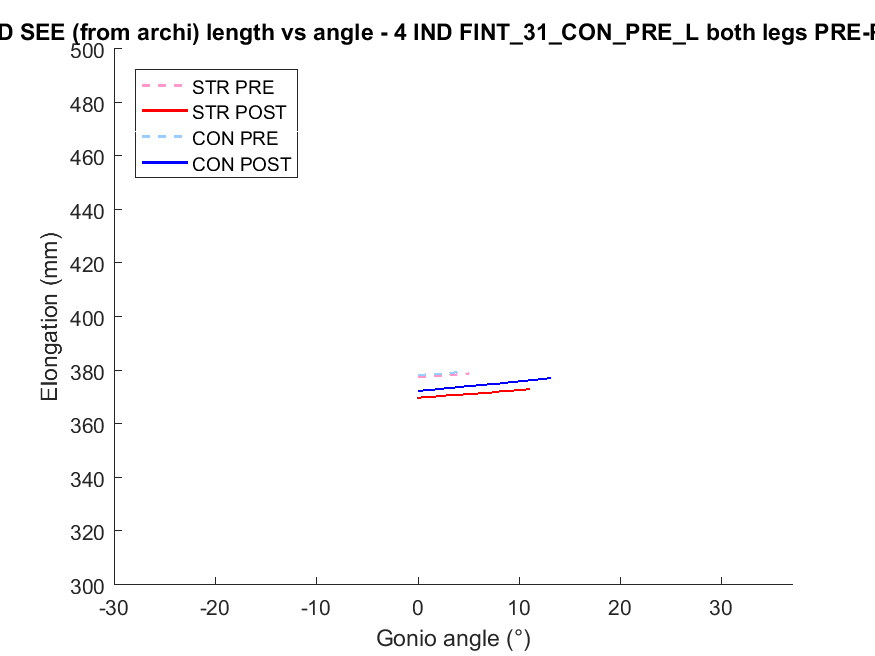 D SEE (from archi) length vs angle - 4 IND FINT_31_CON_PRE_L both legs PRE-P
500
480
460
440
420
400
380
360
340
320
300
Elongation (mm)
STR PRE
STR POST
CON PRE
CON POST
-30
-20
-10
0
10
20
30
Gonio angle (°)